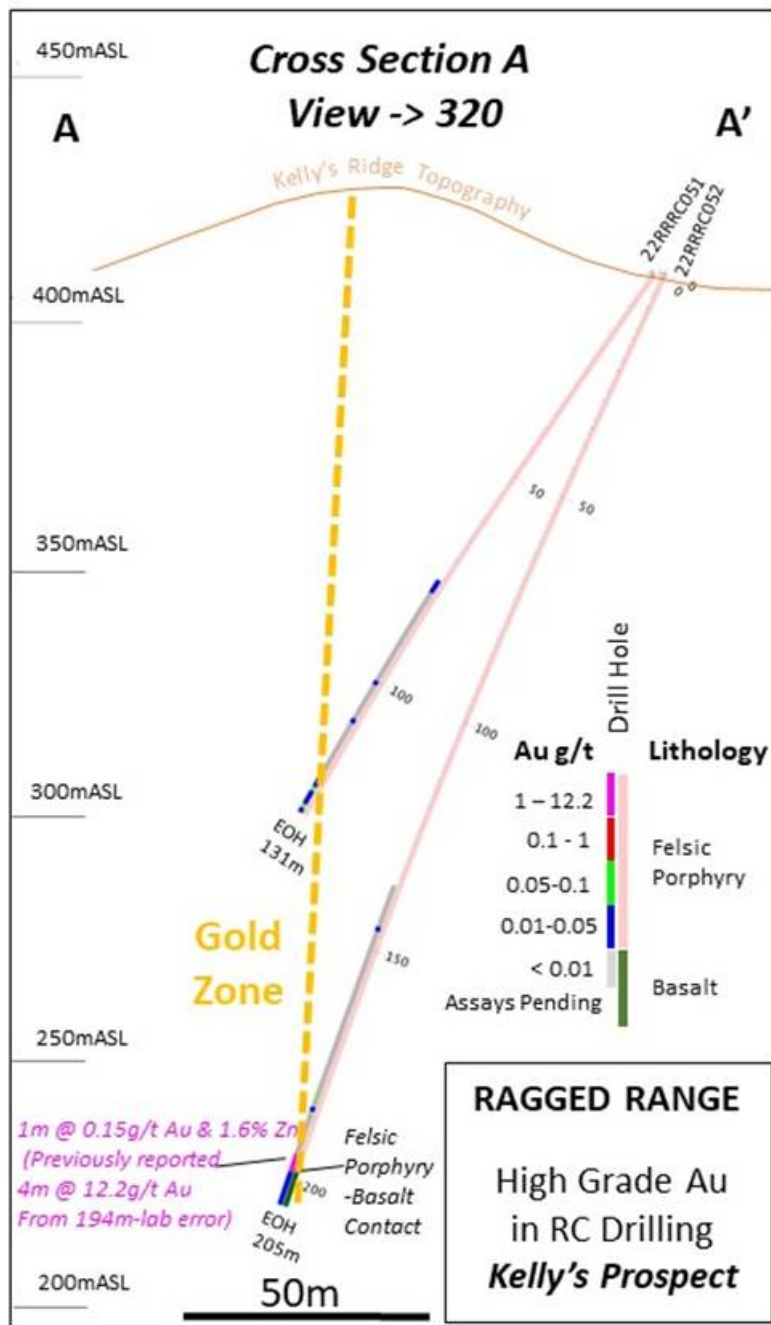 450mASL
Cross Section A
View -> 320
A
A'
Kelly's Ridge Topography
22RRRC051
22RRRC052
400mASL
50
50
350mASL
100
100
Drill Hole
Au g/t
Lithology
1 – 12.2
0.1 - 1
0.05-0.1
0.01-0.05
< 0.01
Assays Pending
Felsic
Porphyry
Basalt
300mASL
EOH
131m
Gold
Zone
150
250mASL
1m @ 0.15g/t Au & 1.6% Zn
(Previously reported
4m @ 12.2g/t Au
From 194m-lab error)
Felsic
Porphyry
-Basalt
Contact
200
EOH
205m
200mASL
50m
RAGGED RANGE
High Grade Au
in RC Drilling
Kelly's Prospect